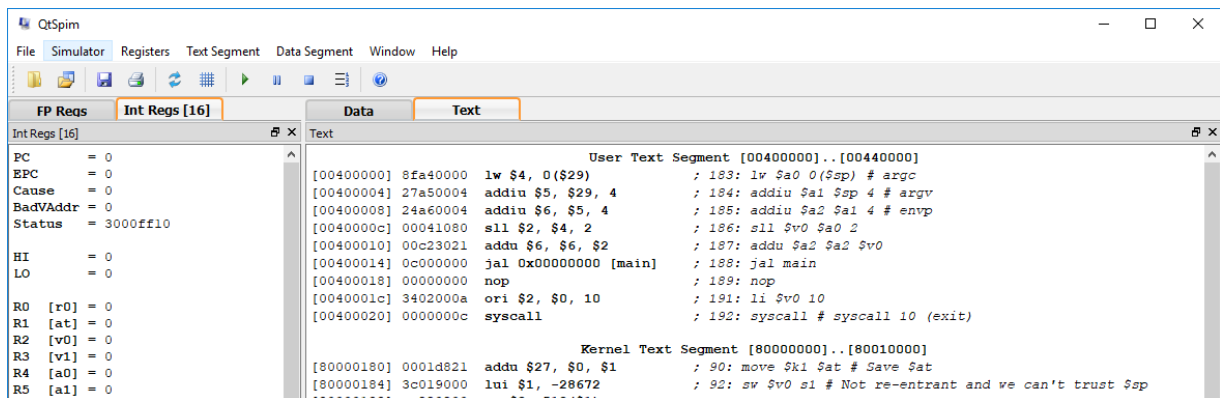 QtSpim
File Simulator Registers Text Segment Data Segment Window Help
FP Regs Int Regs [16] Data Text
Int Regs [16] Text
PC = 0
EPC = 0
Cause = 0
BadVAddr = 0
Status = 3000ff10
HI = 0
LO = 0
R0 [r0] = 0
R1 [at] = 0
R2 [v0] = 0
R3 [v1] = 0
R4 [a0] = 0
R5 [a1] = 0
User Text Segment [00400000]..[00440000]
[00400000] 8fa40000 lw $4, 0($29) ; 183: lw $a0 0($sp) # argc
[00400004] 27a50004 addiu $5, $29, 4 ; 184: addiu $a1 $sp 4 # argv
[00400008] 24a60004 addiu $6, $5, 4 ; 185: addiu $a2 $a1 4 # envp
[0040000c] 00041080 sll $2, $4, 2 ; 186: sll $v0 $a0 2
[00400010] 00c23021 addu $6, $6, $2 ; 187: addu $a2 $a2 $v0
[00400014] 0c000000 jal 0x00000000 [main] ; 188: jal main
[00400018] 00000000 nop ; 189: nop
[0040001c] 3402000a ori $2, $0, 10 ; 191: li $v0 10
[00400020] 0000000c syscall ; 192: syscall # syscall 10 (exit)
Kernel Text Segment [80000000]..[80010000]
[80000180] 0001d821 addu $27, $0, $1 ; 90: move $k1 $at # Save $at
[80000184] 3c019000 lui $1, -28672 ; 92: sw $v0 s1 # Not re-entrant and we can't trust $sp